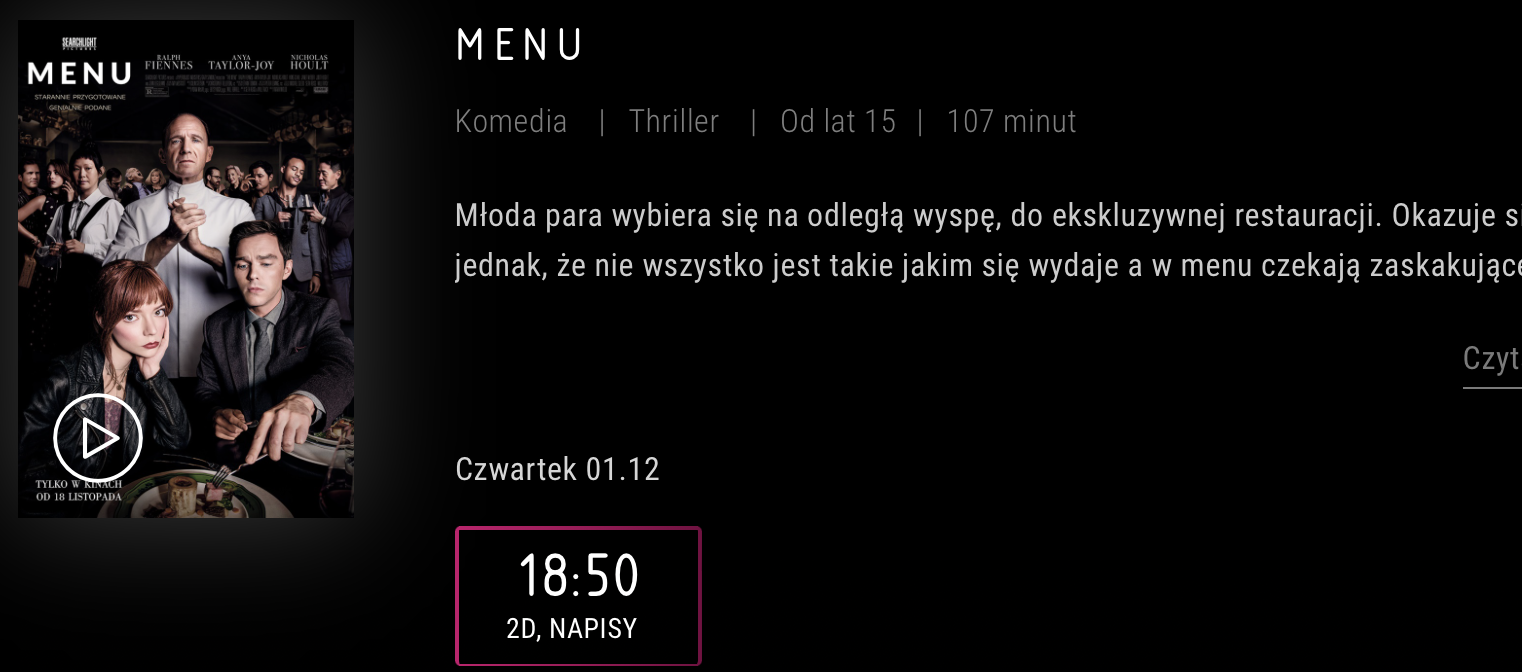 SEARCHLIGHT
PICTURES
MENU
STARANNIE PRZYGOTOWANE
GENIALNIE PODANE
RALPH FIENNES
ANYA TAYLOR-JOY
NICHOLAS HOULT
TYLKO W KINACH
OD 18 LISTOPADA
MENU
Komedia | Thriller | Od lat 15 | 107 minut
Młoda para wybiera się na odległą wyspę, do ekskluzywnej restauracji. Okazuje
jednak, że nie wszystko jest takie jakim się wydaje a w menu czekają zaskakujące
Czyt
Czwartek 01.12
18:50
2D, NAPISY